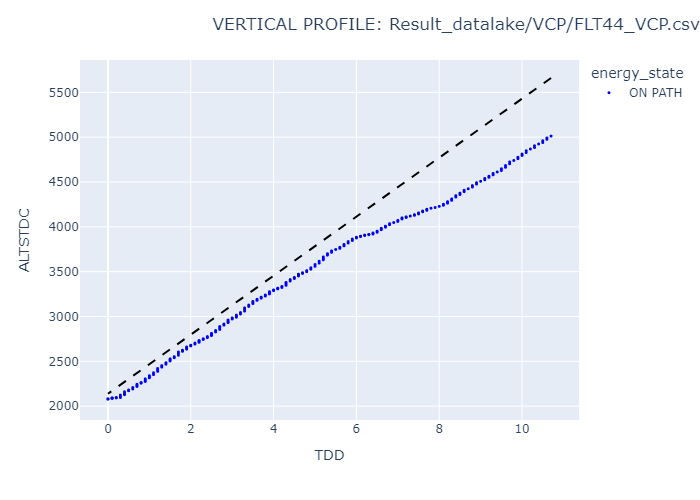 VERTICAL PROFILE: Result_datalake/VCP/FLT44_VCP.csv
energy_state
ON PATH
5500
5000
4500
4000
3500
3000
2500
2000
ALTSTDC
0 2 4 6 8 10
TDD